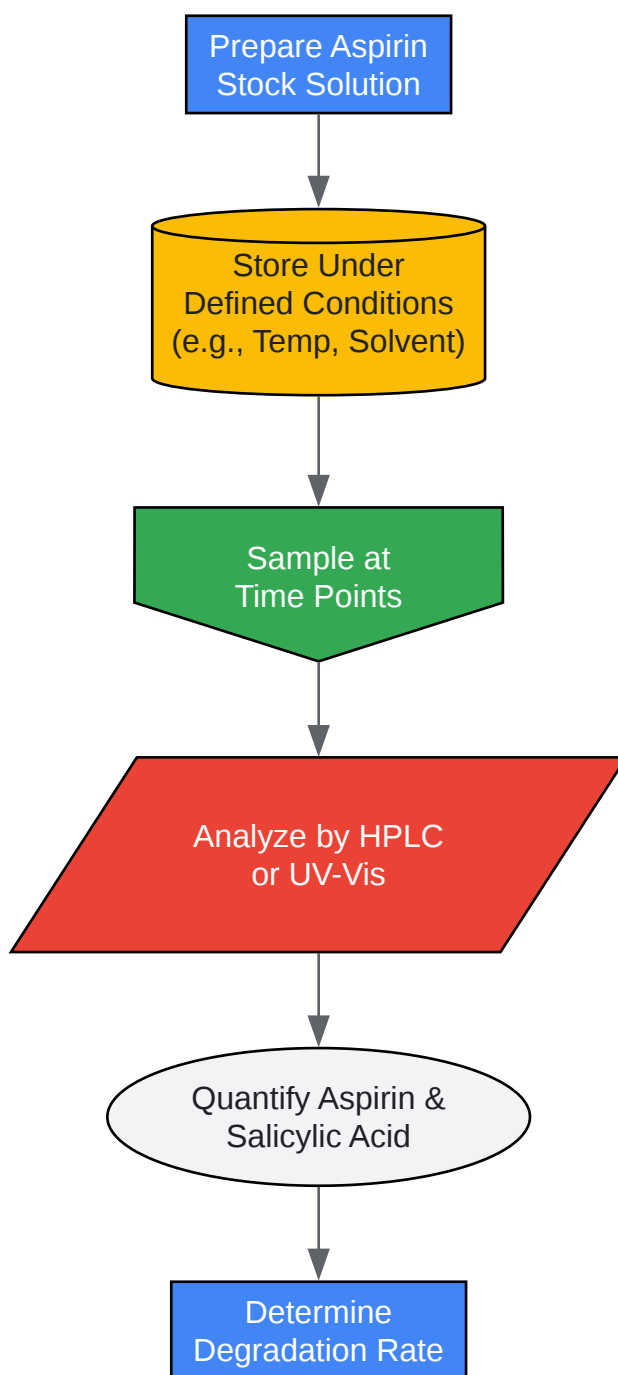 Prepare Aspirin
Stock Solution
Store Under
Defined Conditions
(e.g., Temp, Solvent)
Sample at
Time Points
Analyze by HPLC
or UV-Vis
Quantify Aspirin &
Salicylic Acid
Determine
Degradation Rate